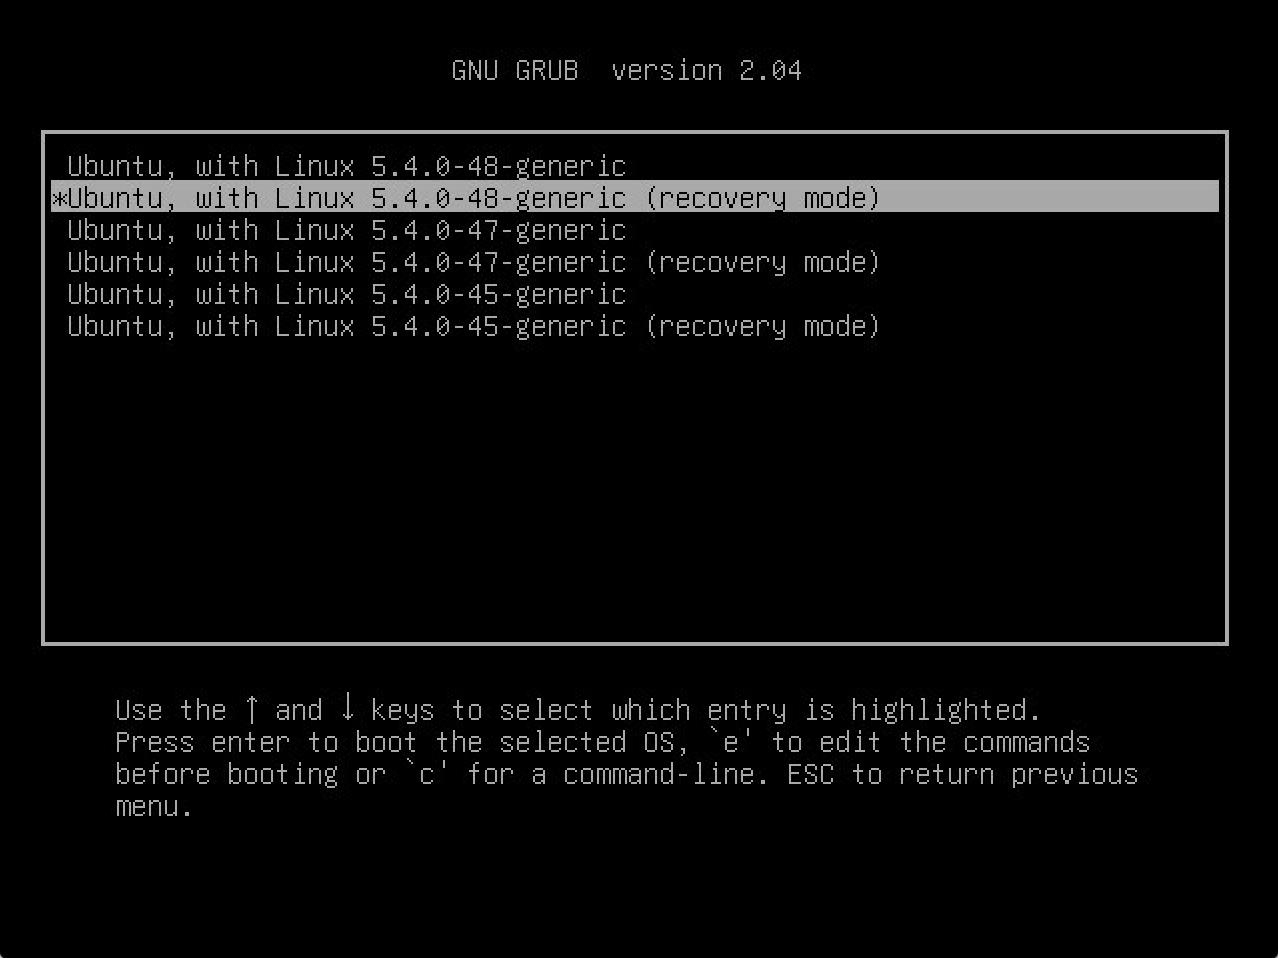 GNU GRUB  version 2.04
Ubuntu, with Linux 5.4.0-48-generic
*Ubuntu, with Linux 5.4.0-48-generic (recovery mode)
Ubuntu, with Linux 5.4.0-47-generic
Ubuntu, with Linux 5.4.0-47-generic (recovery mode)
Ubuntu, with Linux 5.4.0-45-generic
Ubuntu, with Linux 5.4.0-45-generic (recovery mode)
Use the ↑ and ↓ keys to select which entry is highlighted.
Press enter to boot the selected OS, `e' to edit the commands
before booting or `c' for a command-line. ESC to return previous
menu.